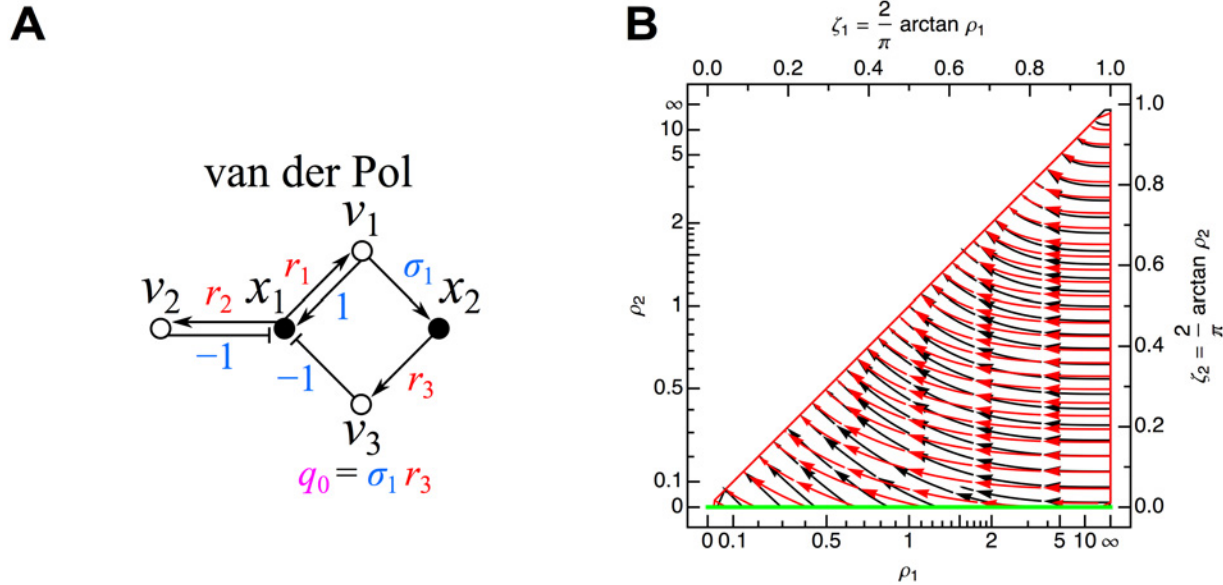 A
van der Pol
v₁
r₁
σ₁
v₂
r₂
x₁
1
x₂
−1
−1
r₃
v₃
q₀ = σ₁ r₃
B
ζ₁ = 2/π arctan ρ₁
0.0 0.2 0.4 0.6 0.8 1.0
∞
10
5
2
1
0.5
0.1
0
ρ₂
1.0
0.8
0.6
0.4
0.2
0.0
ζ₂ = 2/π arctan ρ₂
0 0.1 0.5 1 2 5 10 ∞
ρ₁